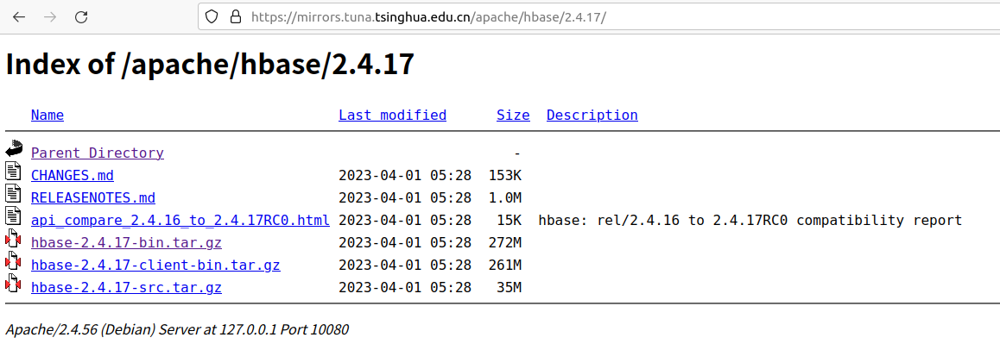 https://mirrors.tuna.tsinghua.edu.cn/apache/hbase/2.4.17/
Index of /apache/hbase/2.4.17
Name Last modified Size Description
Parent Directory -
CHANGES.md 2023-04-01 05:28 153K
RELEASENOTES.md 2023-04-01 05:28 1.0M
api_compare_2.4.16_to_2.4.17RC0.html 2023-04-01 05:28 15K hbase: rel/2.4.16 to 2.4.17RC0 compatibility report
hbase-2.4.17-bin.tar.gz 2023-04-01 05:28 272M
hbase-2.4.17-client-bin.tar.gz 2023-04-01 05:28 261M
hbase-2.4.17-src.tar.gz 2023-04-01 05:28 35M
Apache/2.4.56 (Debian) Server at 127.0.0.1 Port 10080